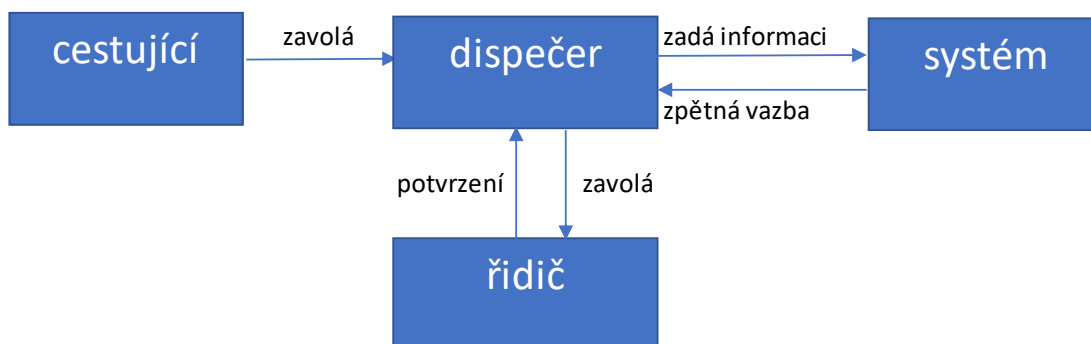 cestující
zavolá
dispečer
zadá informaci
systém
zpětná vazba
potvrzení
zavolá
řidič